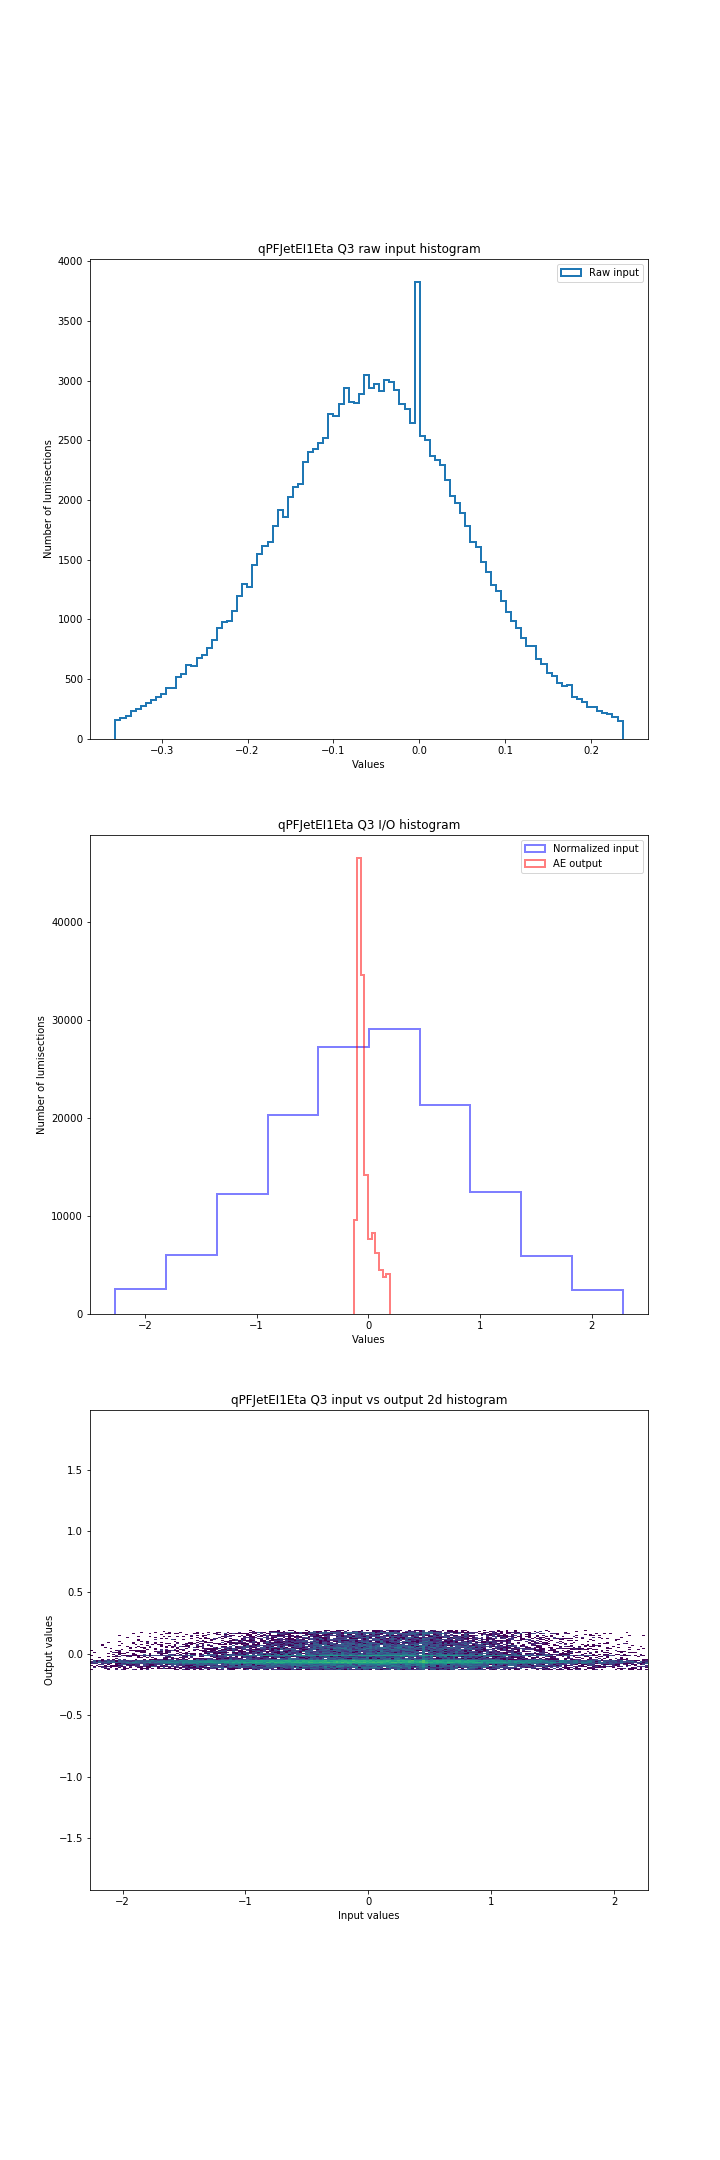 qPFJetEI1Eta Q3 raw input histogram
4000
3500
3000
2500
2000
1500
1000
500
0
Number of lumisections
Raw input
−0.3 −0.2 −0.1 0.0 0.1 0.2
Values
qPFJetEI1Eta Q3 I/O histogram
40000
30000
20000
10000
0
Number of lumisections
Normalized input
AE output
−2 −1 0 1 2
Values
qPFJetEI1Eta Q3 input vs output 2d histogram
1.5
1.0
0.5
0.0
−0.5
−1.0
−1.5
Output values
−2 −1 0 1 2
Input values